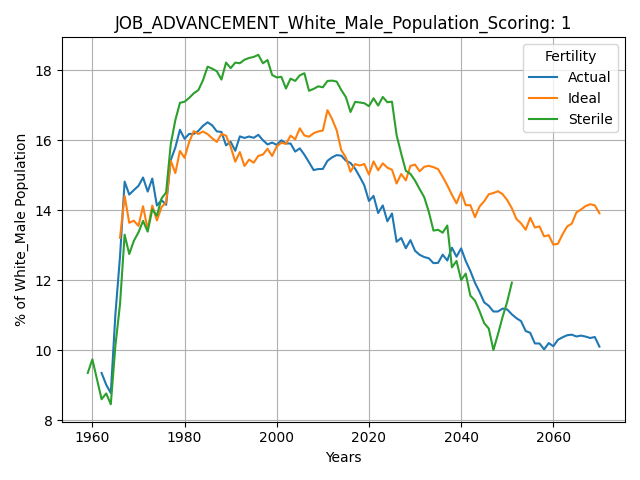 JOB_ADVANCEMENT_White_Male_Population_Scoring: 1
Fertility
Actual
Ideal
Sterile
% of White_Male Population
18
16
14
12
10
8
1960 1980 2000 2020 2040 2060
Years